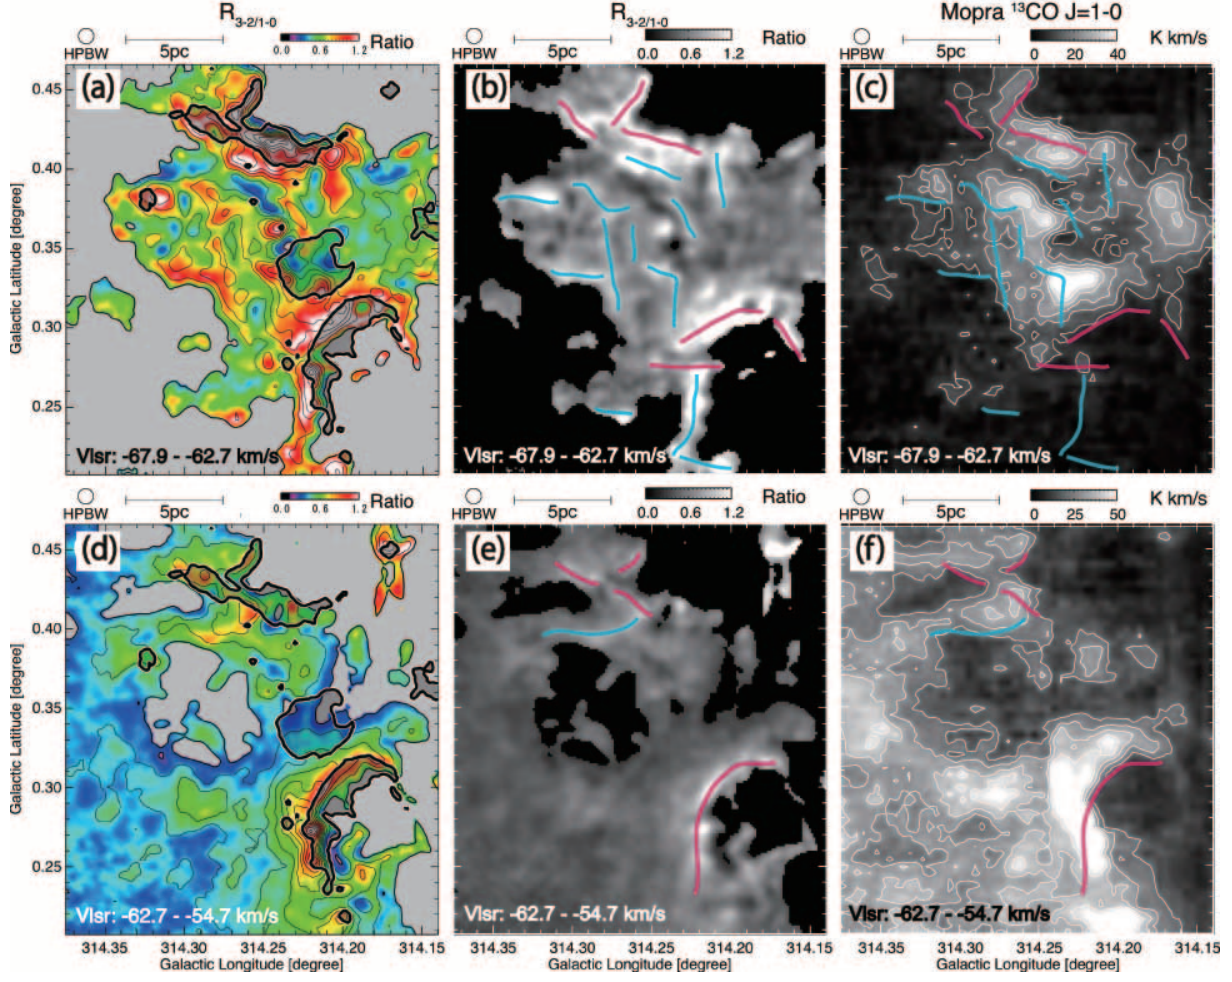 R3-2/1-0
R3-2/1-0
Mopra ¹³CO J=1-0
HPBW 5pc 0.0 0.6 1.2 Ratio
HPBW 5pc 0.0 0.6 1.2 Ratio
HPBW 5pc 0 20 40 K km/s
(a)
(b)
(c)
0.45
0.40
0.35
0.30
0.25
Galactic Latitude [degree]
Vlsr: -67.9 - -62.7 km/s
Vlsr: -67.9 - -62.7 km/s
Vlsr: -67.9 - -62.7 km/s
HPBW 5pc 0.0 0.6 1.2 Ratio
HPBW 5pc 0.0 0.6 1.2 Ratio
HPBW 5pc 0 25 50 K km/s
(d)
(e)
(f)
0.45
0.40
0.35
0.30
0.25
Galactic Latitude [degree]
Vlsr: -62.7 - -54.7 km/s
Vlsr: -62.7 - -54.7 km/s
Vlsr: -62.7 - -54.7 km/s
314.35 314.30 314.25 314.20 314.15
314.35 314.30 314.25 314.20 314.15
314.35 314.30 314.25 314.20 314.15
Galactic Longitude [degree]
Galactic Longitude [degree]
Galactic Longitude [degree]